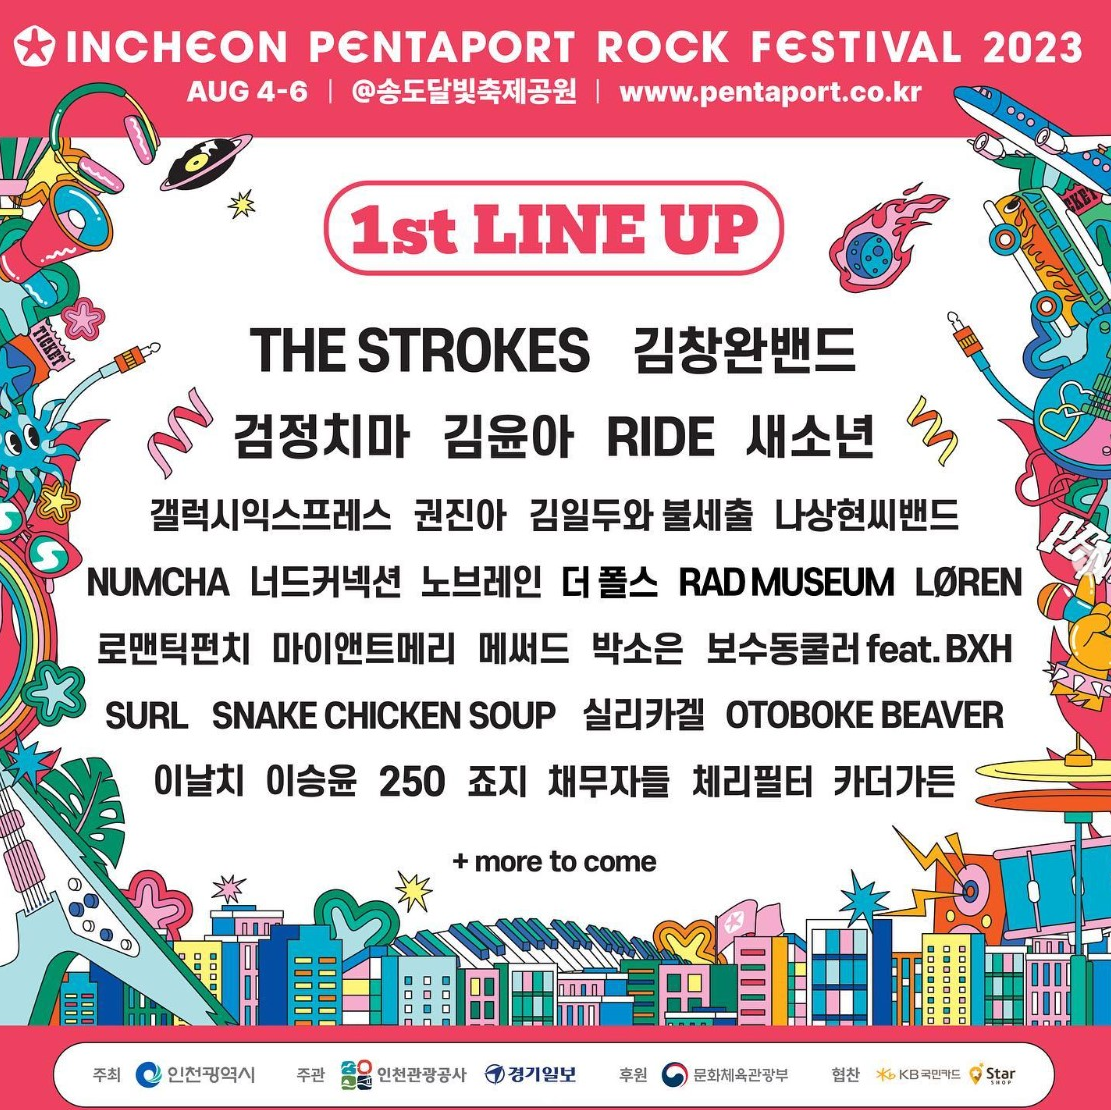 INCHEON PENTAPORT ROCK FESTIVAL 2023
AUG 4-6 | @송도달빛축제공원 | www.pentaport.co.kr
1st LINE UP
THE STROKES 김창완밴드
검정치마 김윤아 RIDE 새소년
갤럭시익스프레스 권진아 김일두와 불세출 나상현씨밴드
NUMCHA 너드커넥션 노브레인 더 폴스 RAD MUSEUM LØREN
로맨틱펀치 마이앤트메리 메써드 박소은 보수동쿨러 feat. BXH
SURL SNAKE CHICKEN SOUP 실리카겔 OTOBOKE BEAVER
이날치 이승윤 250 죠지 채무자들 체리필터 카더가든
+ more to come
TICKET
주최 인천광역시 주관 인천관광공사 경기일보 후원 문화체육관광부 협찬 KB국민카드 Star SHOP